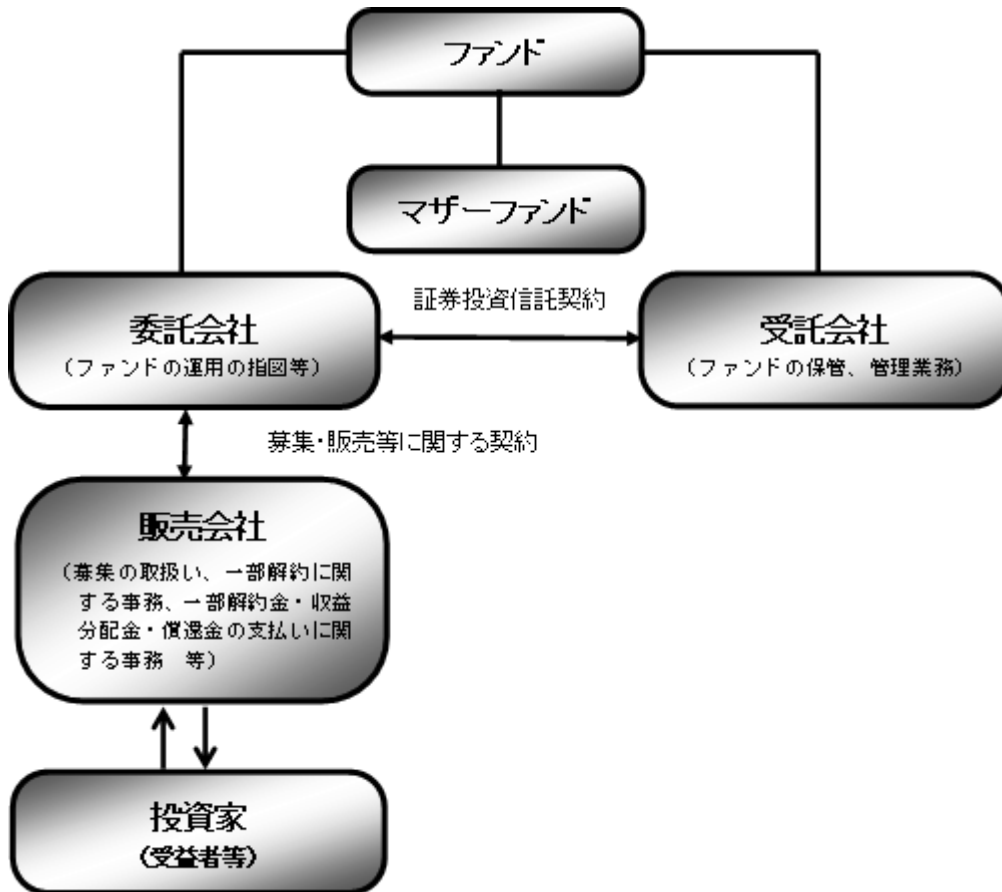 ファンド
マザーファンド
証券投資信託契約
委託会社
(ファンドの運用の指図等)
受託会社
(ファンドの保管、管理業務)
募集・販売等に関する契約
販売会社
(募集の取扱い、一部解約に関
する事務、一部解約金・収益
分配金・償還金の支払いに関
する事務　等)
投資家
(受益者等)